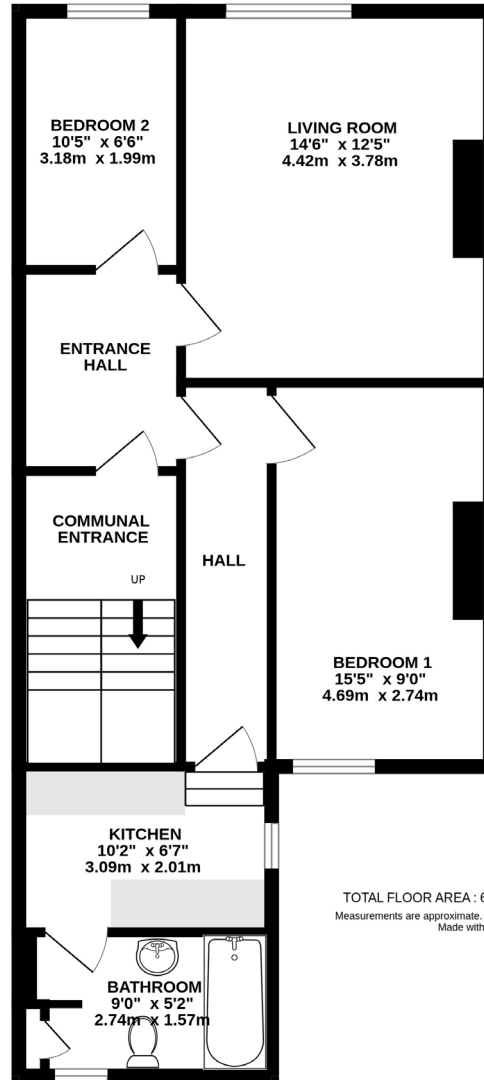 BEDROOM 2
10'5" x 6'6"
3.18m x 1.99m
LIVING ROOM
14'6" x 12'5"
4.42m x 3.78m
ENTRANCE
HALL
COMMUNAL
ENTRANCE
UP
HALL
BEDROOM 1
15'5" x 9'0"
4.69m x 2.74m
KITCHEN
10'2" x 6'7"
3.09m x 2.01m
TOTAL FLOOR AREA : 6
Measurements are approximate.
Made with
BATHROOM
9'0" x 5'2"
2.74m x 1.57m